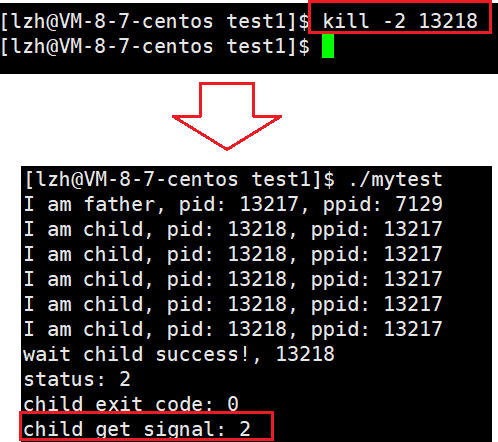 [lzh@VM-8-7-centos test1]$ kill -2 13218
[lzh@VM-8-7-centos test1]$
[lzh@VM-8-7-centos test1]$ ./mytest
I am father, pid: 13217, ppid: 7129
I am child, pid: 13218, ppid: 13217
I am child, pid: 13218, ppid: 13217
I am child, pid: 13218, ppid: 13217
I am child, pid: 13218, ppid: 13217
I am child, pid: 13218, ppid: 13217
wait child success!, 13218
status: 2
child exit code: 0
child get signal: 2